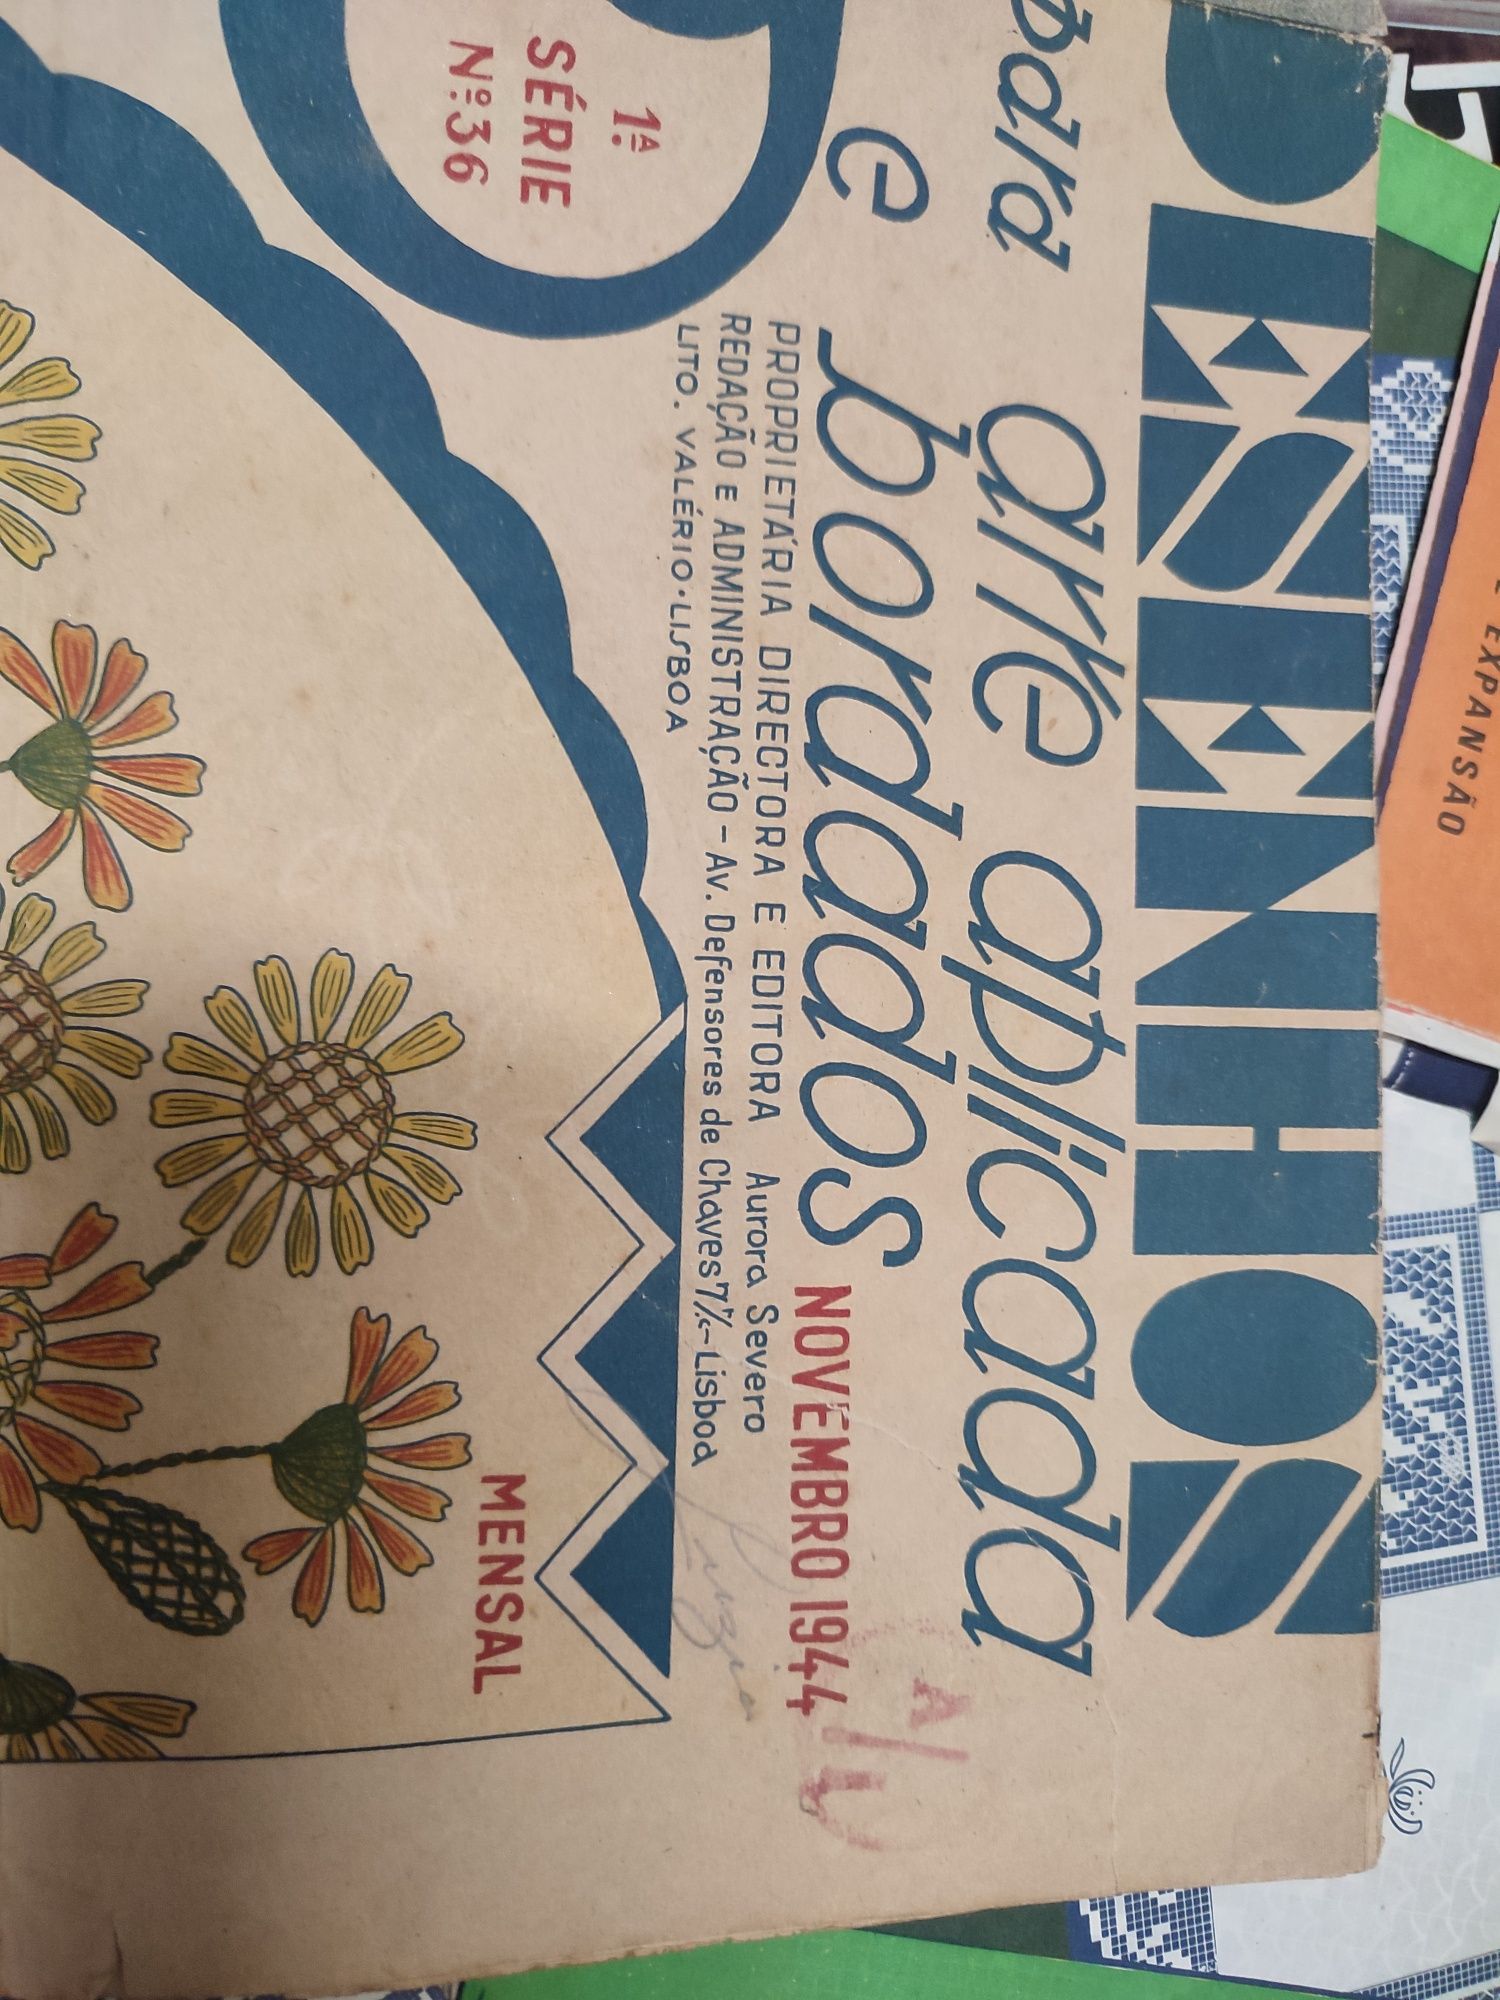 DESENHOS
para arte aplicada
e bordados
NOVEMBRO 1944
PROPRIETÁRIA DIRECTORA E EDITORA Aurora Severo
REDAÇÃO E ADMINISTRAÇÃO - Av. Defensores de Chaves - Lisboa
LITO. VALÉRIO·LISBOA
1ª
SÉRIE
Nº.36
MENSAL
EXPANSÃO